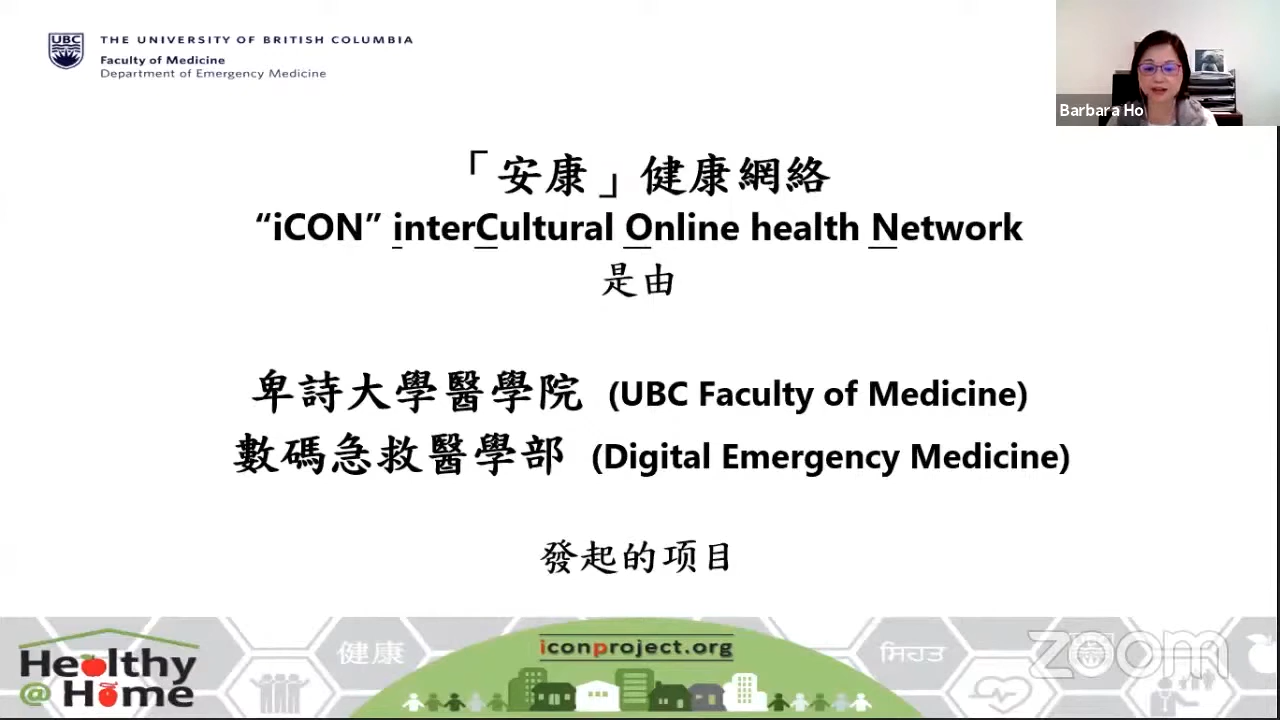 UBC
THE UNIVERSITY OF BRITISH COLUMBIA
Faculty of Medicine
Department of Emergency Medicine
Barbara Ho
「安康」健康網絡
“iCON” interCultural Online health Network
是由
卑詩大學醫學院 (UBC Faculty of Medicine)
數碼急救醫學部 (Digital Emergency Medicine)
發起的项目
Healthy
@ Home
健康
iconproject.org
ਸਿਹਤ
zoom